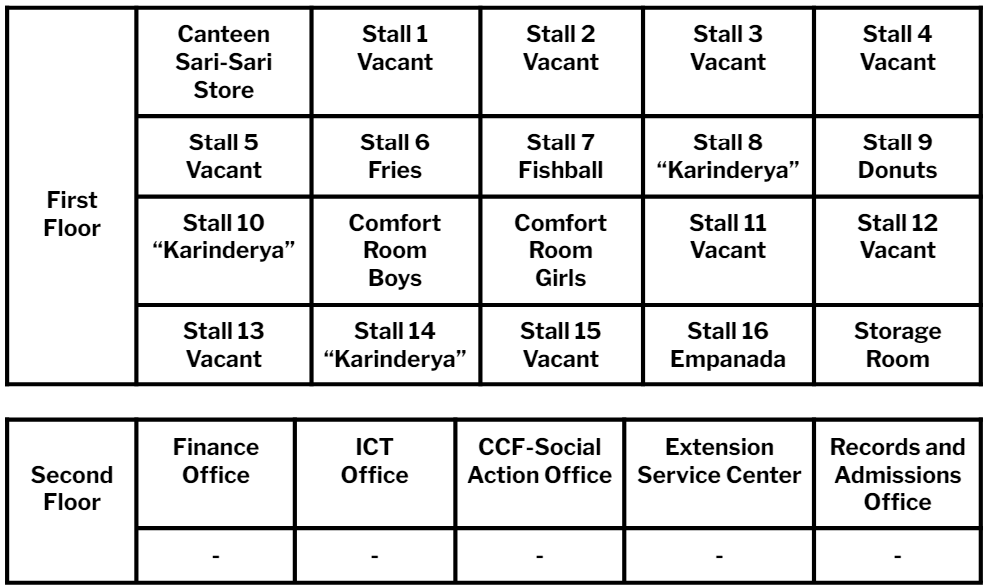 First
Floor
Canteen
Sari-Sari
Store
Stall 1
Vacant
Stall 2
Vacant
Stall 3
Vacant
Stall 4
Vacant
Stall 5
Vacant
Stall 6
Fries
Stall 7
Fishball
Stall 8
“Karinderya”
Stall 9
Donuts
Stall 10
“Karinderya”
Comfort
Room
Boys
Comfort
Room
Girls
Stall 11
Vacant
Stall 12
Vacant
Stall 13
Vacant
Stall 14
“Karinderya”
Stall 15
Vacant
Stall 16
Empanada
Storage
Room
Second
Floor
Finance
Office
ICT
Office
CCF-Social
Action Office
Extension
Service Center
Records and
Admissions
Office
-
-
-
-
-